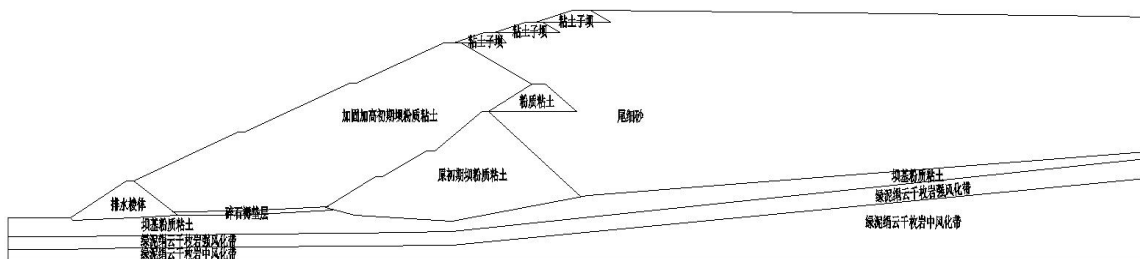 粘土子坝
粘土子坝
粘土子坝
粉质粘土
加固加高初期坝粉质粘土
尾细砂
原初期坝粉质粘土
坝基粉质粘土
绿泥绢云千枚岩强风化带
排水棱体
碎石褥垫层
坝基粉质粘土
绿泥绢云千枚岩中风化带
绿泥绢云千枚岩强风化带
绿泥绢云千枚岩中风化带